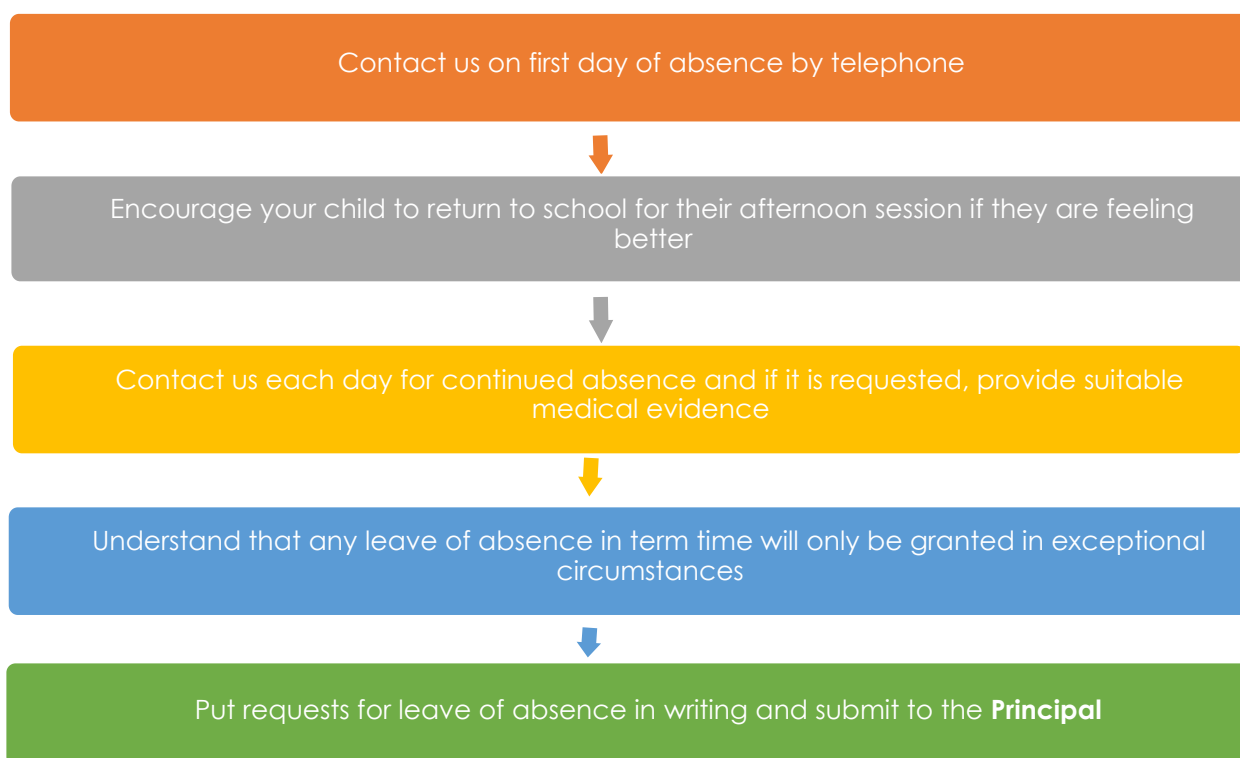 Contact us on first day of absence by telephone
Encourage your child to return to school for their afternoon session if they are feeling
better
Contact us each day for continued absence and if it is requested, provide suitable
medical evidence
Understand that any leave of absence in term time will only be granted in exceptional
circumstances
Put requests for leave of absence in writing and submit to the Principal